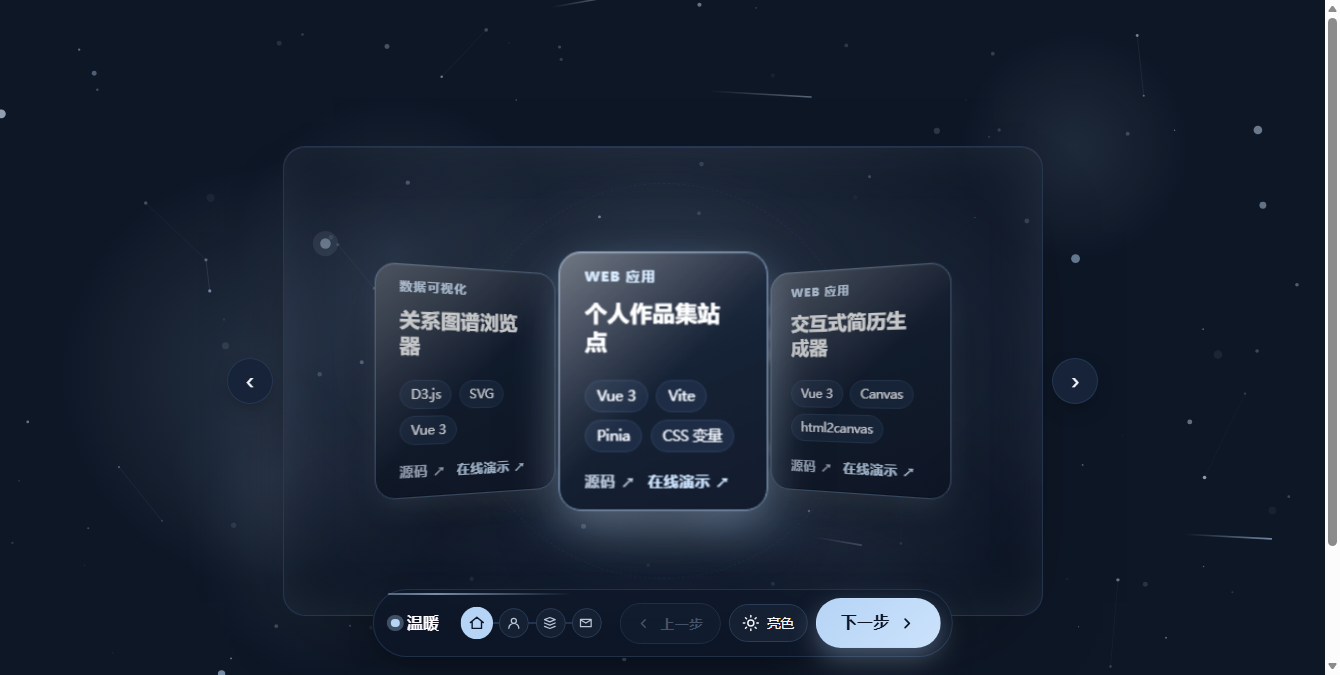 数据可视化
关系图谱浏览
器
D3.js
SVG
Vue 3
源码 ↗ 在线演示 ↗
WEB 应用
个人作品集站
点
Vue 3
Vite
Pinia
CSS 变量
源码 ↗ 在线演示 ↗
WEB 应用
交互式简历生
成器
Vue 3
Canvas
html2canvas
源码 ↗ 在线演示 ↗
温暖
上一步
亮色
下一步